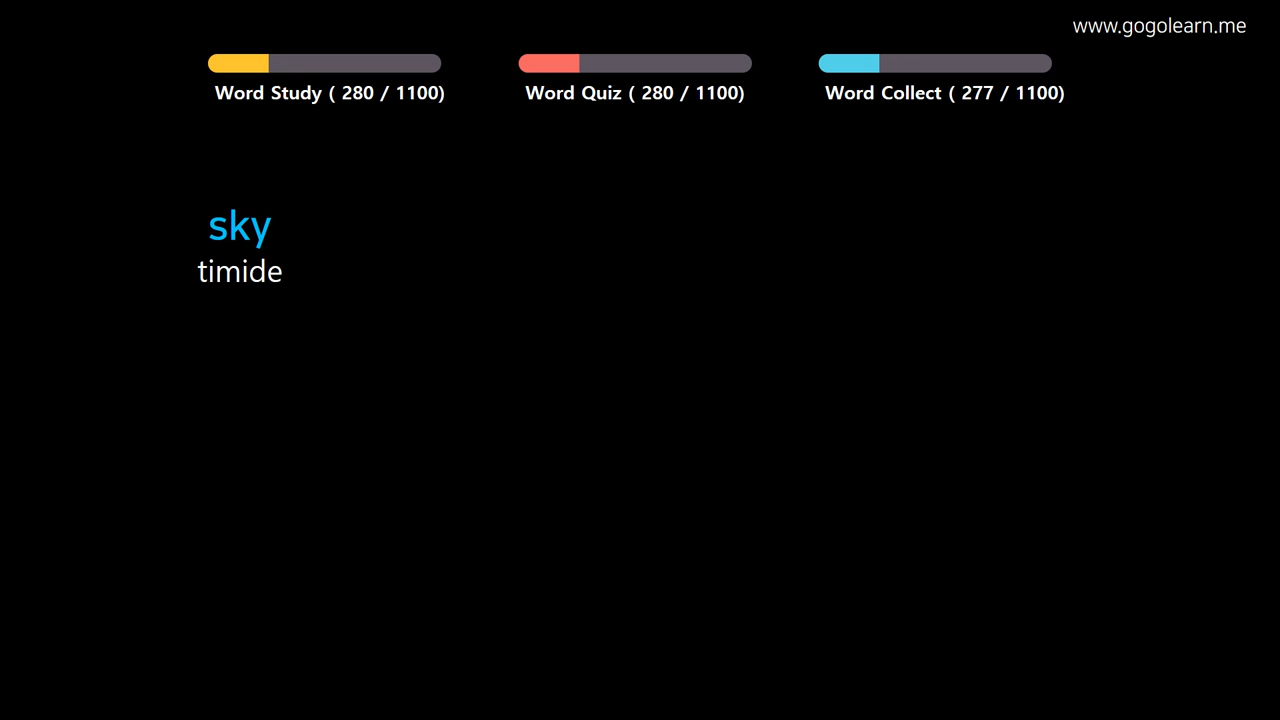 www.gogolearn.me
Word Study ( 280 / 1100)
Word Quiz ( 280 / 1100)
Word Collect ( 277 / 1100)
sky
timide